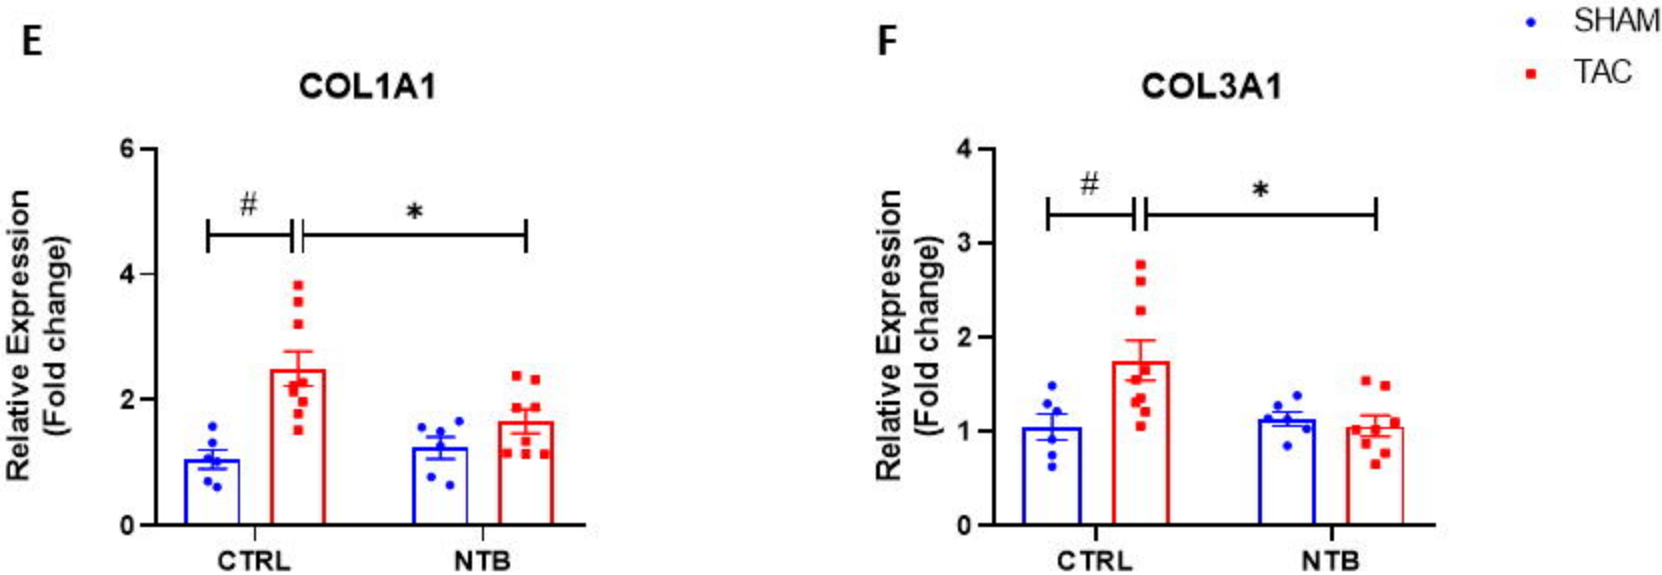 E
COL1A1
Relative Expression
(Fold change)
6
4
2
0
#
*
CTRL
NTB
F
COL3A1
Relative Expression
(Fold change)
4
3
2
1
0
#
*
CTRL
NTB
SHAM
TAC